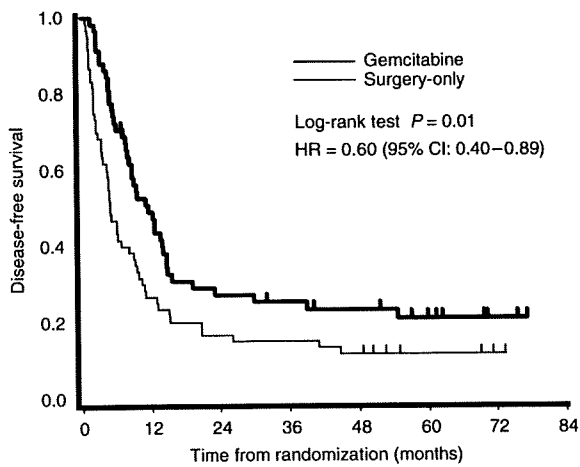 Gemcitabine
Surgery-only
Log-rank test P = 0.01
HR = 0.60 (95% CI: 0.40–0.89)
Disease-free survival
1.0
0.8
0.6
0.4
0.2
0.0
0 12 24 36 48 60 72 84
Time from randomization (months)